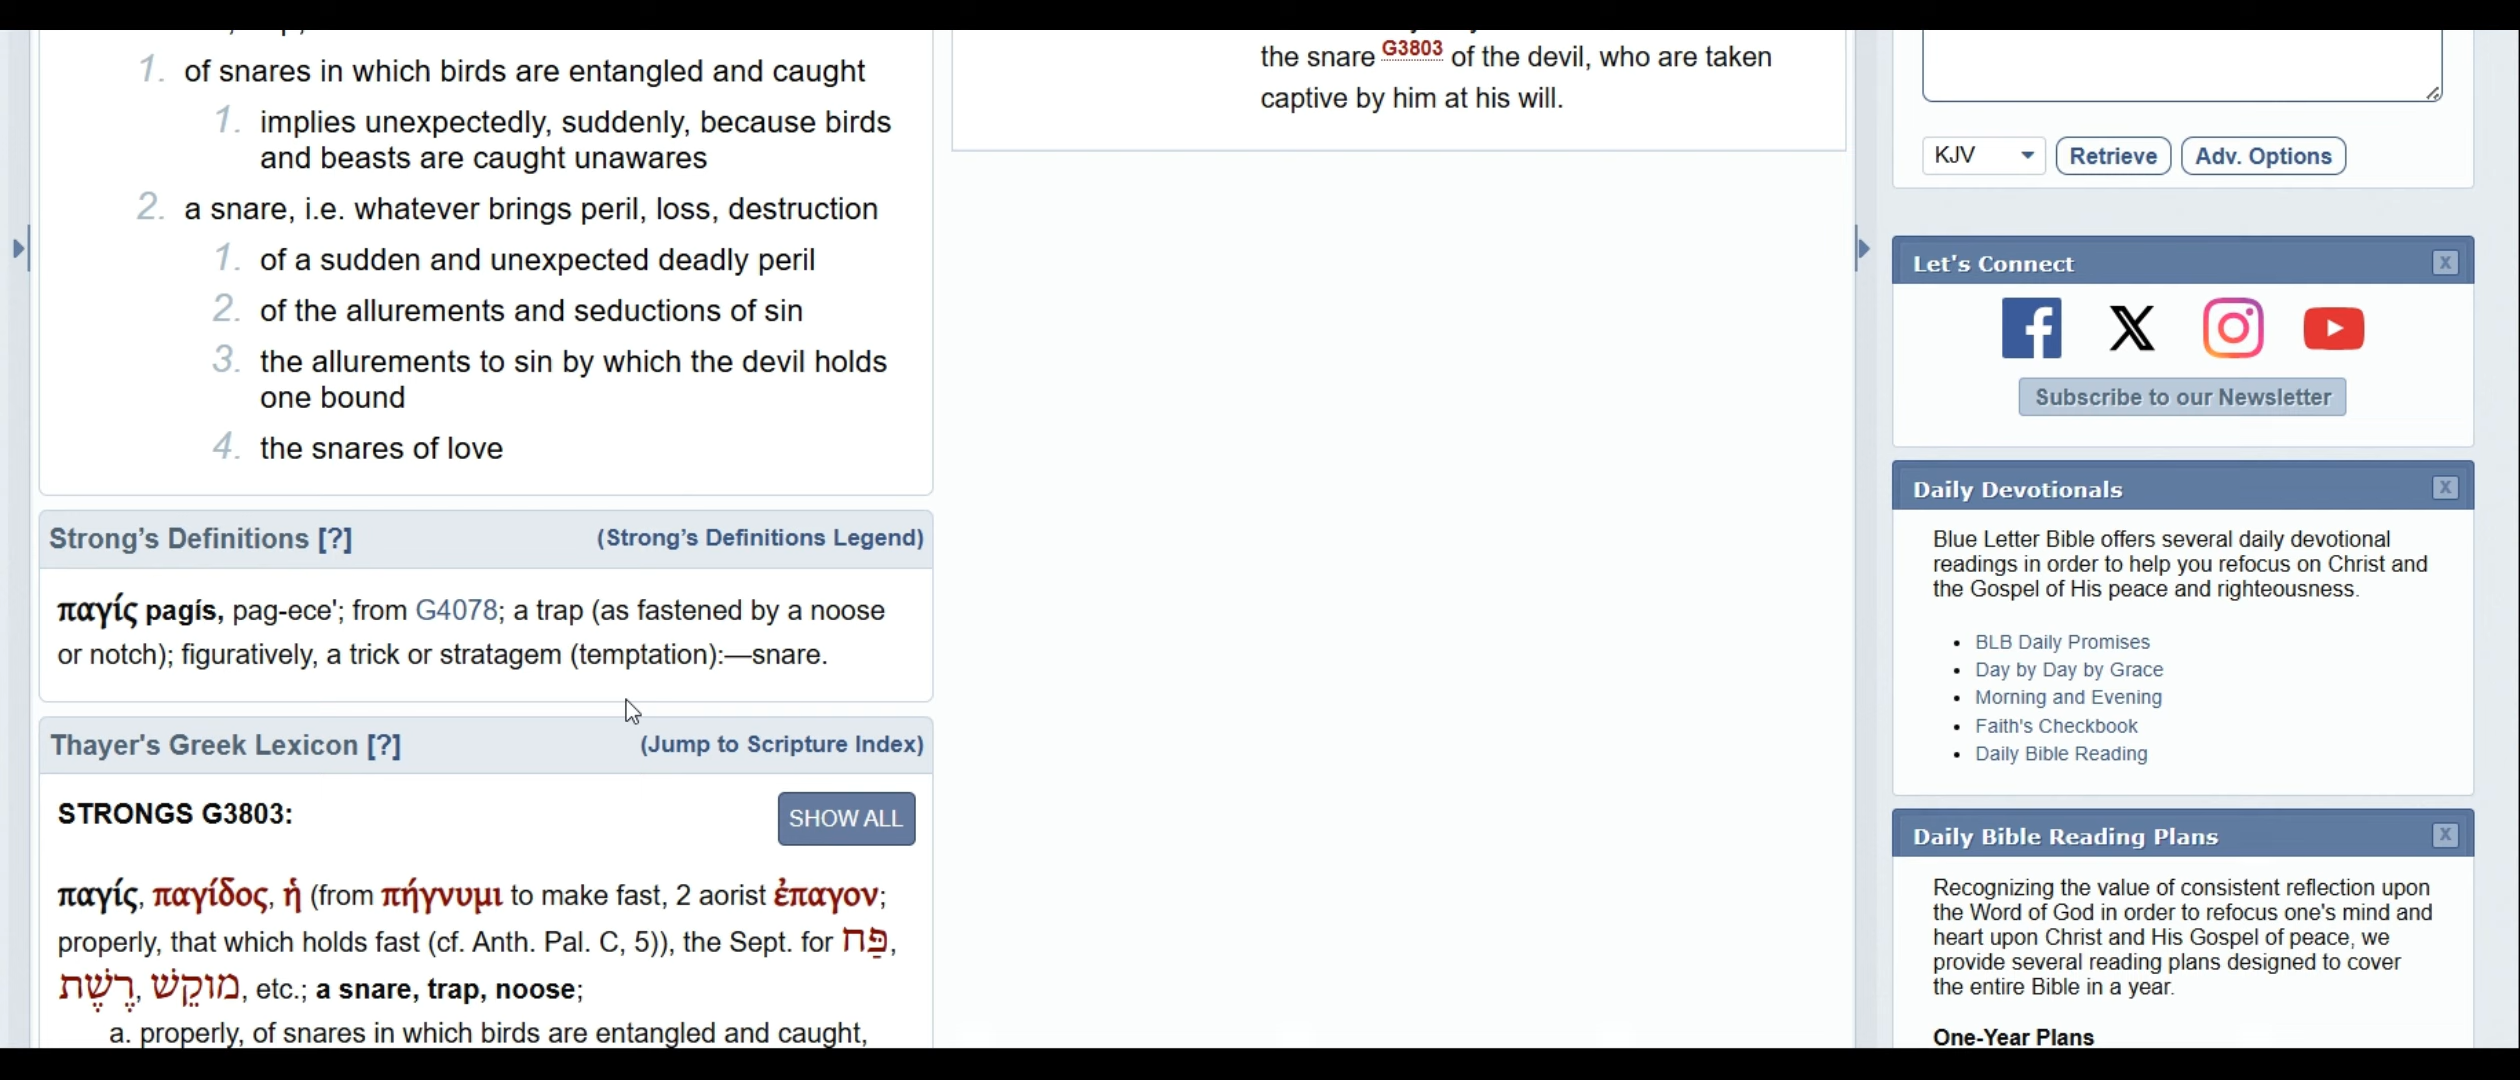 1. of snares in which birds are entangled and caught
1. implies unexpectedly, suddenly, because birds
and beasts are caught unawares
2. a snare, i.e. whatever brings peril, loss, destruction
1. of a sudden and unexpected deadly peril
2. of the allurements and seductions of sin
3. the allurements to sin by which the devil holds
one bound
4. the snares of love
Strong’s Definitions [?] (Strong’s Definitions Legend)
παγίς pagís, pag-ece'; from G4078; a trap (as fastened by a noose
or notch); figuratively, a trick or stratagem (temptation):—snare.
Thayer's Greek Lexicon [?] (Jump to Scripture Index)
STRONGS G3803:
SHOW ALL
παγίς, παγίδος, ἡ (from πήγνυμι to make fast, 2 aorist ἐπαγον;
properly, that which holds fast (cf. Anth. Pal. C, 5)), the Sept. for פַּח,
רֶשֶׁת, מוֹקֵשׁ, etc.; a snare, trap, noose;
a. properly, of snares in which birds are entangled and caught,
the snare G3803 of the devil, who are taken
captive by him at his will.
KJV Retrieve Adv. Options
Let's Connect X
Subscribe to our Newsletter
Daily Devotionals X
Blue Letter Bible offers several daily devotional
readings in order to help you refocus on Christ and
the Gospel of His peace and righteousness.
• BLB Daily Promises
• Day by Day by Grace
• Morning and Evening
• Faith's Checkbook
• Daily Bible Reading
Daily Bible Reading Plans X
Recognizing the value of consistent reflection upon
the Word of God in order to refocus one's mind and
heart upon Christ and His Gospel of peace, we
provide several reading plans designed to cover
the entire Bible in a year.
One-Year Plans